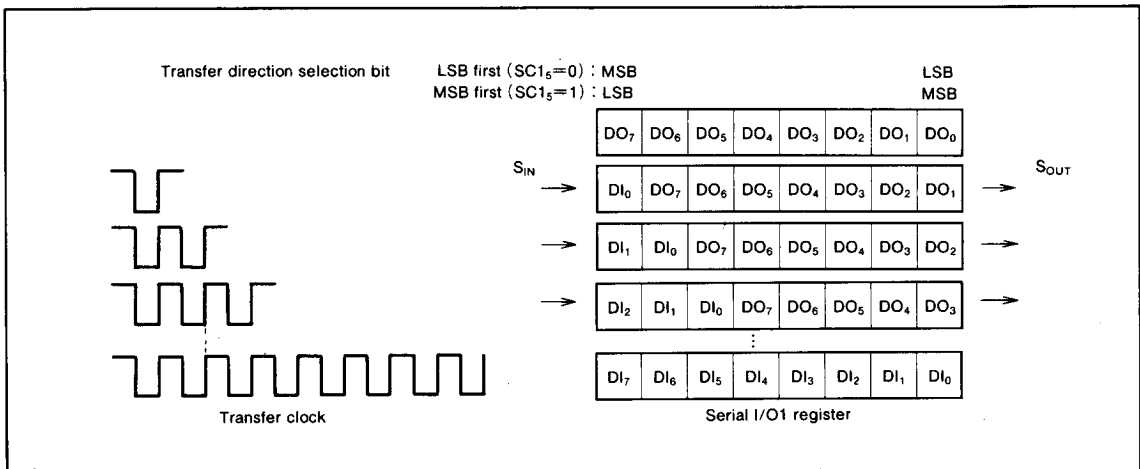 Transfer direction selection bit LSB first (SC1₅=0) : MSB LSB
MSB first (SC1₅=1) : LSB MSB
DO₇ DO₆ DO₅ DO₄ DO₃ DO₂ DO₁ DO₀
S_IN S_OUT
DI₀ DO₇ DO₆ DO₅ DO₄ DO₃ DO₂ DO₁
DI₁ DI₀ DO₇ DO₆ DO₅ DO₄ DO₃ DO₂
DI₂ DI₁ DI₀ DO₇ DO₆ DO₅ DO₄ DO₃
DI₇ DI₆ DI₅ DI₄ DI₃ DI₂ DI₁ DI₀
Transfer clock Serial I/O1 register